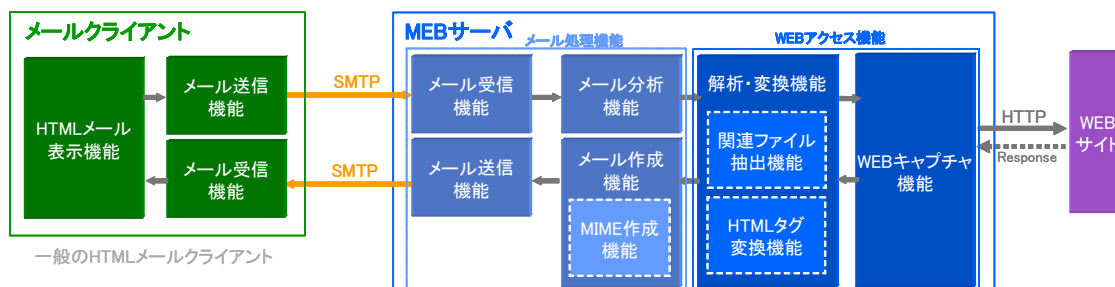 メールクライアント
HTMLメール
表示機能
メール送信
機能
メール受信
機能
一般のHTMLメールクライアント
SMTP
SMTP
MEBサーバ
メール処理機能
メール受信
機能
メール分析
機能
メール送信
機能
メール作成
機能
MIME作成
機能
WEBアクセス機能
解析・変換機能
関連ファイル
抽出機能
HTMLタグ
変換機能
WEBキャプチャ
機能
HTTP
Response
WEB
サイト